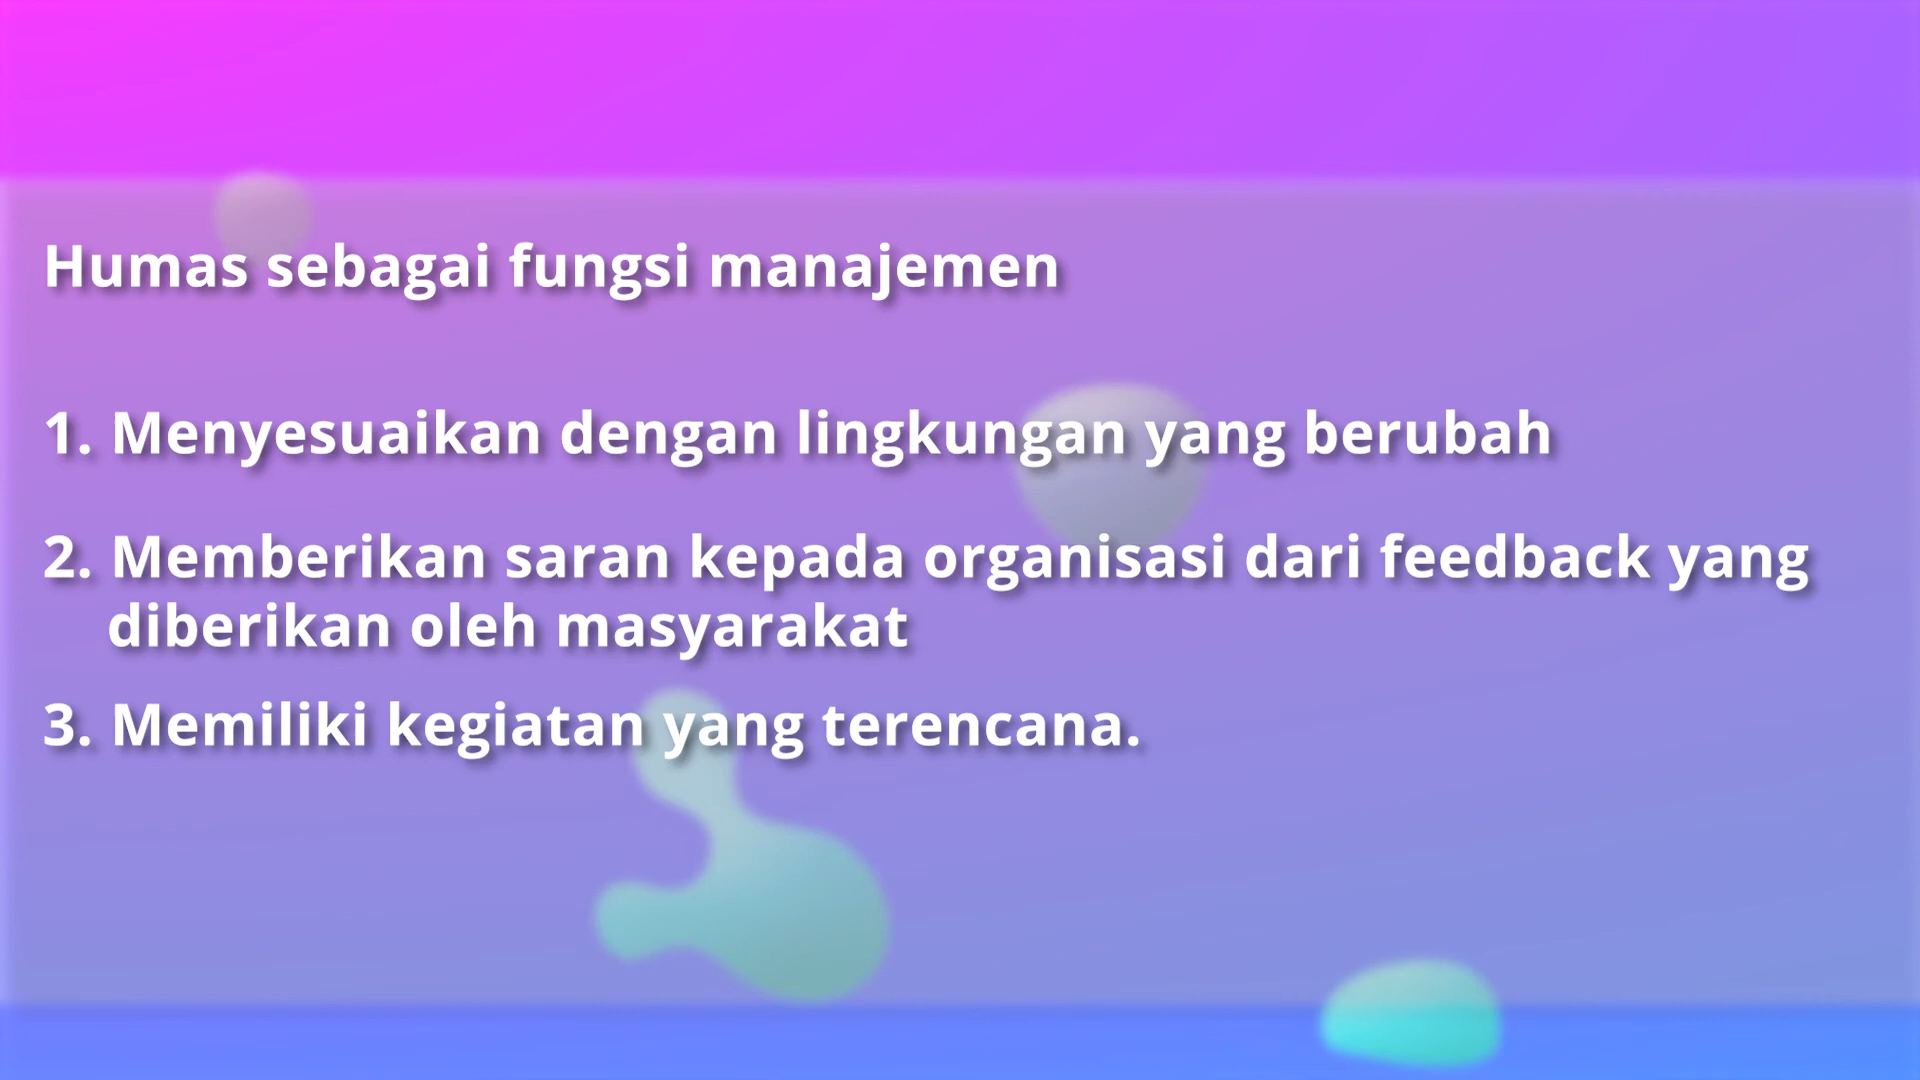 Humas sebagai fungsi manajemen
1. Menyesuaikan dengan lingkungan yang berubah
2. Memberikan saran kepada organisasi dari feedback yang
diberikan oleh masyarakat
3. Memiliki kegiatan yang terencana.